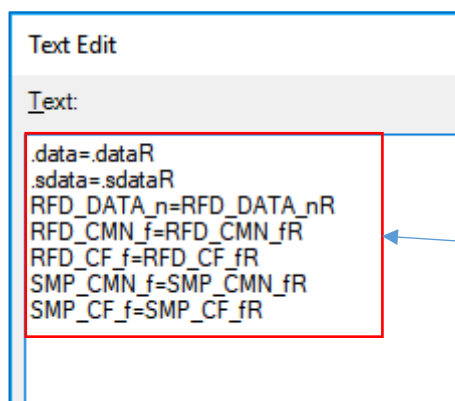 Text Edit
Text:
.data=.dataR
.sdata=.sdataR
RFD_DATA_n=RFD_DATA_nR
RFD_CMN_f=RFD_CMN_fR
RFD_CF_f=RFD_CF_fR
SMP_CMN_f=SMP_CMN_fR
SMP_CF_f=SMP_CF_fR